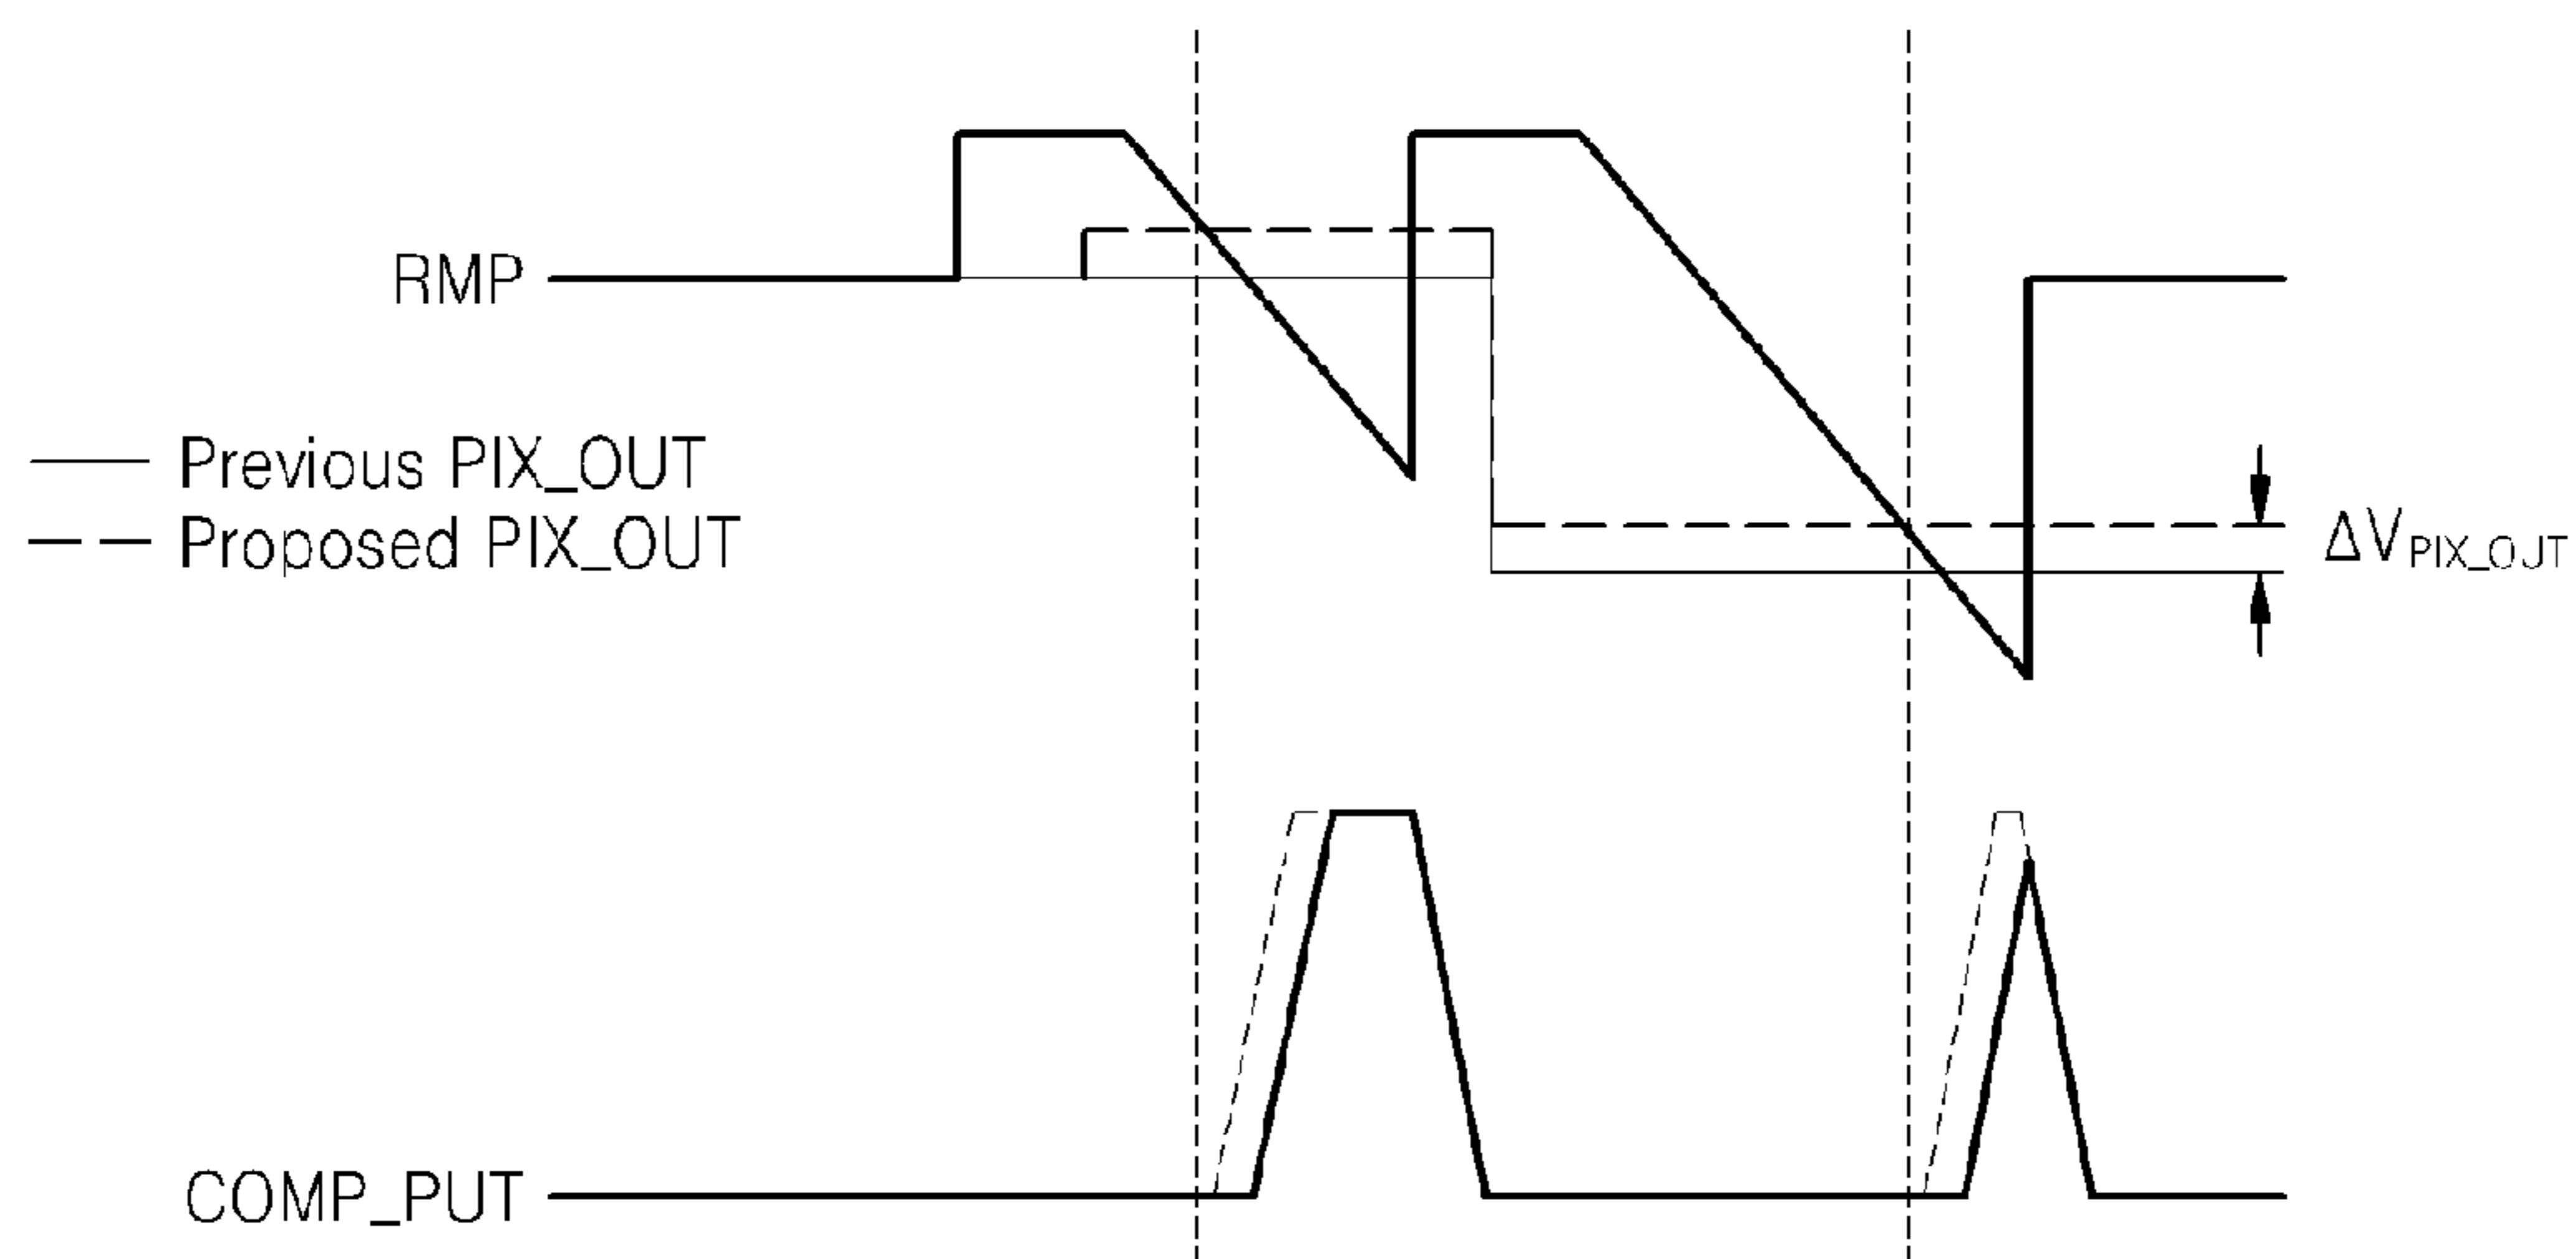 RMP
Previous PIX_OUT
Proposed PIX_OUT
ΔVPIX_OUT
COMP_PUT